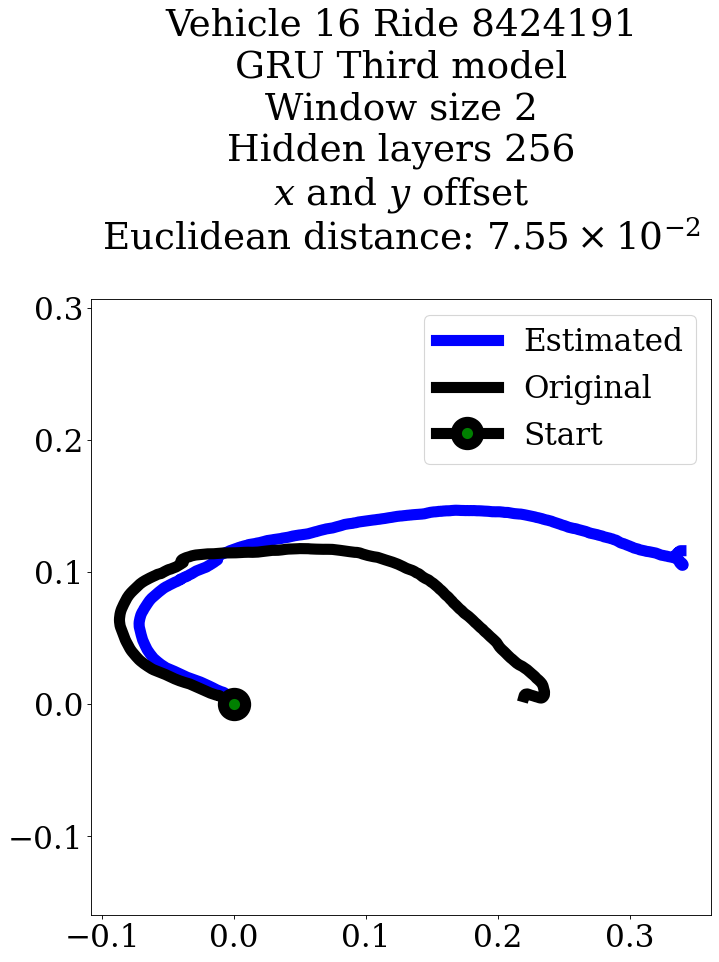 Vehicle 16 Ride 8424191
GRU Third model
Window size 2
Hidden layers 256
x and y offset
Euclidean distance: 7.55 × 10⁻²
Estimated
Original
Start
0.3
0.2
0.1
0.0
−0.1
−0.1 0.0 0.1 0.2 0.3